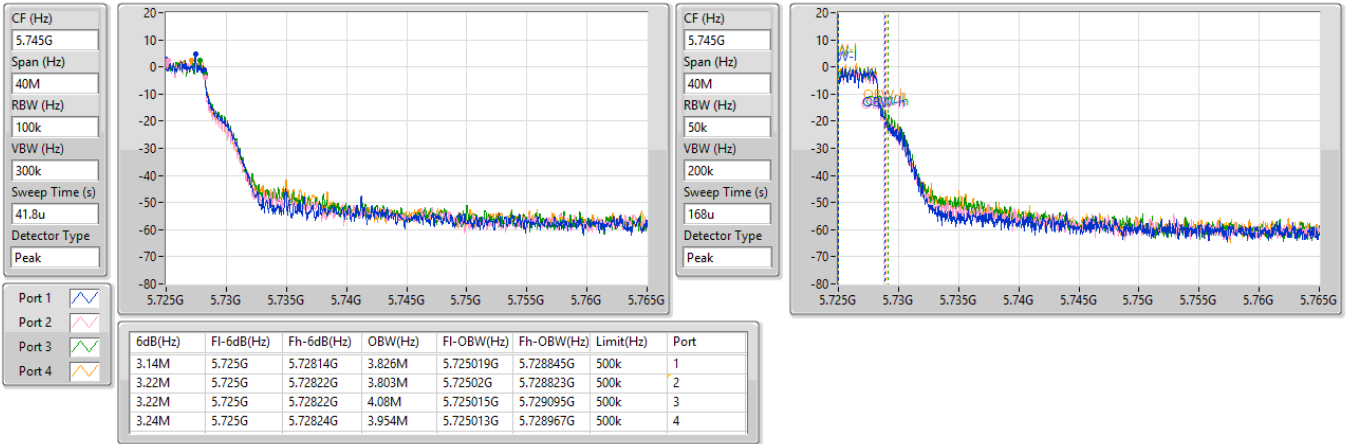 CF (Hz)
5.745G
Span (Hz)
40M
RBW (Hz)
100k
VBW (Hz)
300k
Sweep Time (s)
41.8u
Detector Type
Peak
20
10
0
-10
-20
-30
-40
-50
-60
-70
-80
5.725G 5.73G 5.735G 5.74G 5.745G 5.75G 5.755G 5.76G 5.765G
CF (Hz)
5.745G
Span (Hz)
40M
RBW (Hz)
50k
VBW (Hz)
200k
Sweep Time (s)
168u
Detector Type
Peak
20
10
0
-10
-20
-30
-40
-50
-60
-70
-80
5.725G 5.73G 5.735G 5.74G 5.745G 5.75G 5.755G 5.76G 5.765G
Port 1
Port 2
Port 3
Port 4
6dB(Hz) Fl-6dB(Hz) Fh-6dB(Hz) OBW(Hz) Fl-OBW(Hz) Fh-OBW(Hz) Limit(Hz) Port
3.14M 5.725G 5.72814G 3.826M 5.725019G 5.728845G 500k 1
3.22M 5.725G 5.72822G 3.803M 5.72502G 5.728823G 500k 2
3.22M 5.725G 5.72822G 4.08M 5.725015G 5.729095G 500k 3
3.24M 5.725G 5.72824G 3.954M 5.725013G 5.728967G 500k 4